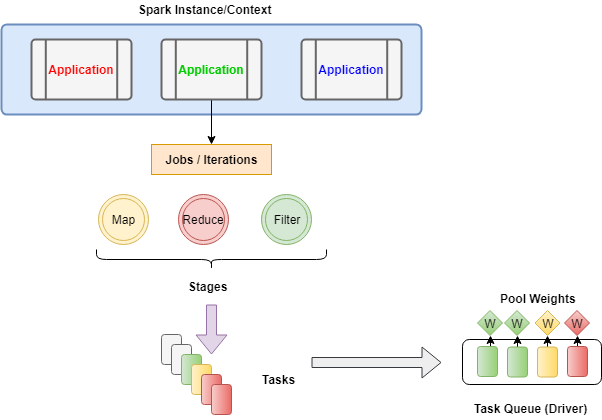 Spark Instance/Context
Application Application Application
Jobs / Iterations
Map Reduce Filter
Stages
Pool Weights
W W W W
Tasks
Task Queue (Driver)